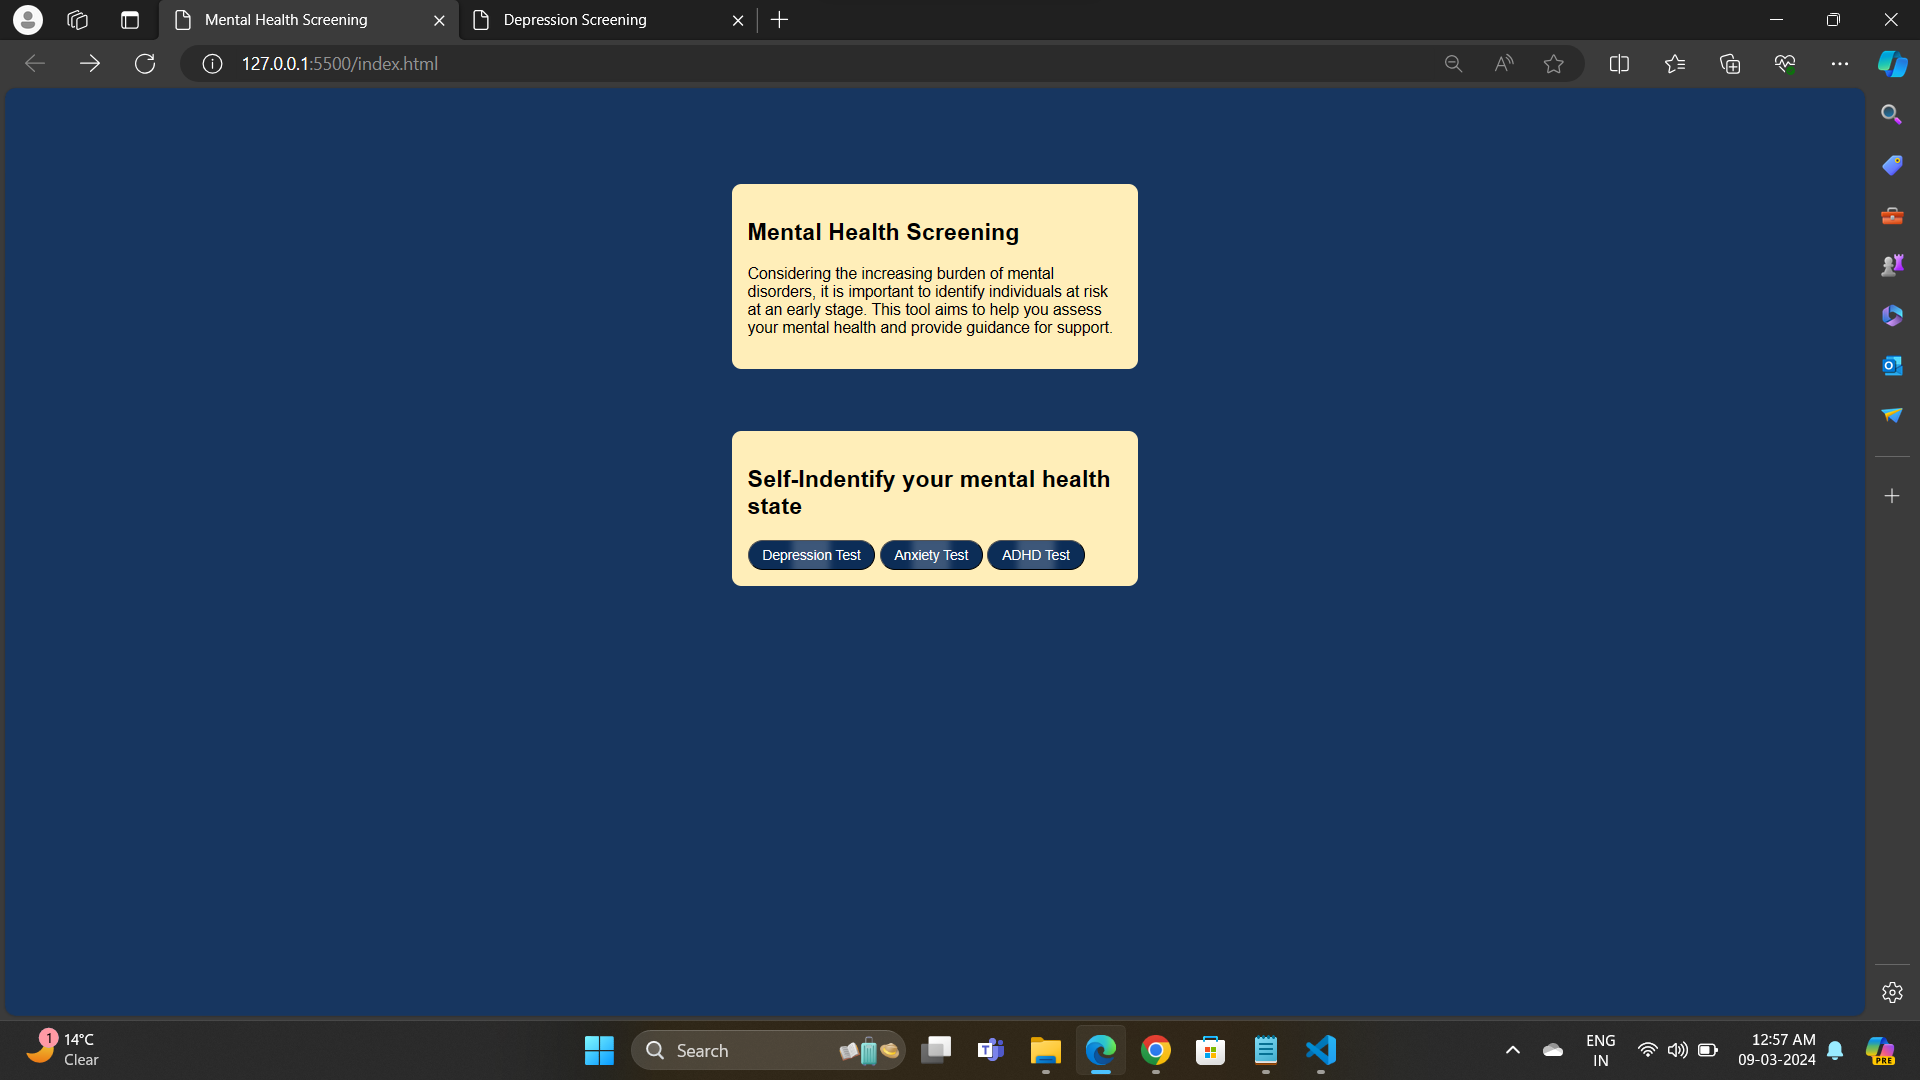 Mental Health Screening
Depression Screening
127.0.0.1:5500/index.html
Mental Health Screening
Considering the increasing burden of mental
disorders, it is important to identify individuals at risk
at an early stage. This tool aims to help you assess
your mental health and provide guidance for support.
Self-Indentify your mental health
state
Depression Test Anxiety Test ADHD Test
1
14°C
Clear
Search
ENG
IN
12:57 AM
09-03-2024
PRE